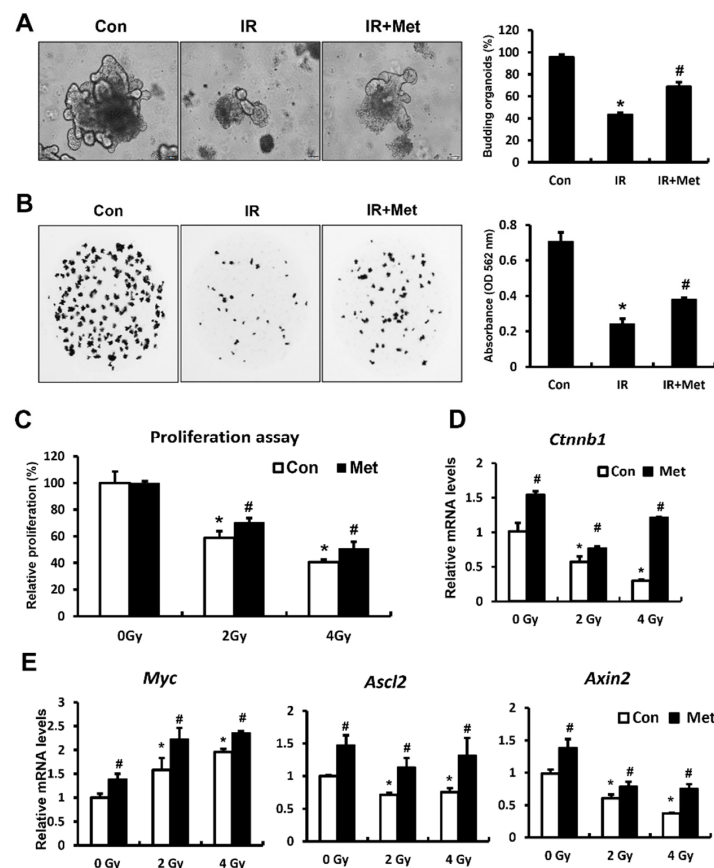 A
Con IR IR+Met
Budding organoids (%)
120
100
80
60
40
20
0
*
#
Con IR IR+Met
B
Con IR IR+Met
Absorbance (OD 562 nm)
0.8
0.6
0.4
0.2
0
*
#
Con IR IR+Met
C
Proliferation assay
Con Met
Relative proliferation (%)
120
100
80
60
40
20
0
* #
* #
0Gy 2Gy 4Gy
D
Ctnnb1
Con Met
Relative mRNA levels
2
1.5
1
0.5
0
#
* #
* #
0 Gy 2 Gy 4 Gy
E
Myc
Relative mRNA levels
3
2.5
2
1.5
1
0.5
0
#
* #
* #
0 Gy 2 Gy 4 Gy
Ascl2
2
1.5
1
0.5
0
#
* #
* #
0 Gy 2 Gy 4 Gy
Axin2
Con Met
2
1.5
1
0.5
0
#
* #
* #
0 Gy 2 Gy 4 Gy